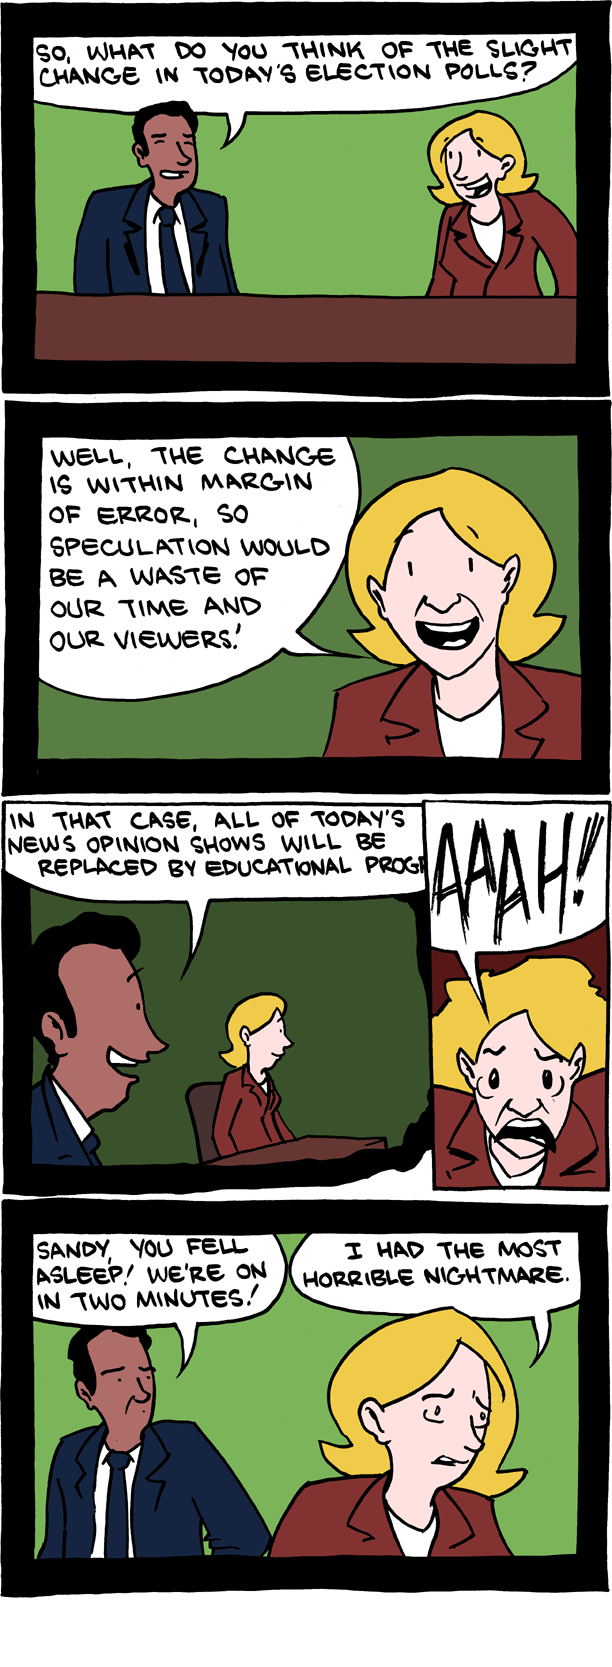 SO, WHAT DO YOU THINK OF THE SLIGHT
CHANGE IN TODAY'S ELECTION POLLS?
WELL, THE CHANGE
IS WITHIN MARGIN
OF ERROR, SO
SPECULATION WOULD
BE A WASTE OF
OUR TIME AND
OUR VIEWERS!
IN THAT CASE, ALL OF TODAY'S
NEWS OPINION SHOWS WILL BE
REPLACED BY EDUCATIONAL PROGR
AAAH!
SANDY, YOU FELL
ASLEEP! WE'RE ON
IN TWO MINUTES!
I HAD THE MOST
HORRIBLE NIGHTMARE.